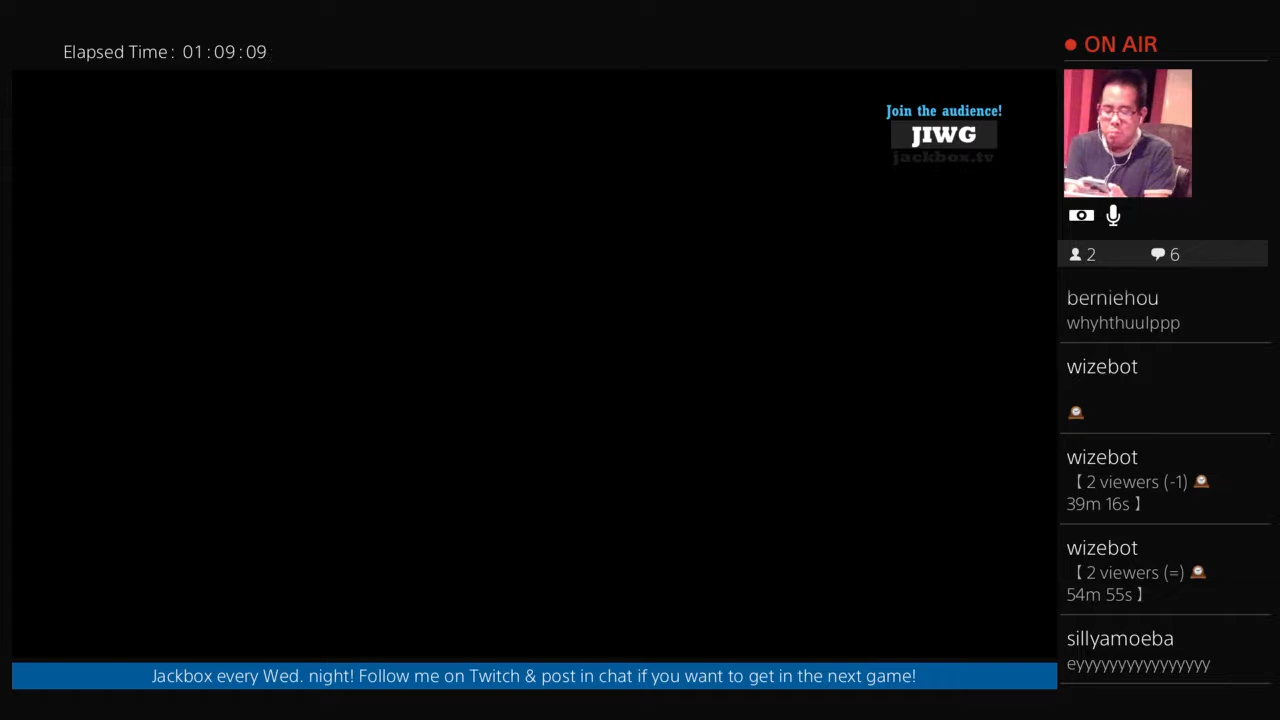 Elapsed Time: 01:09:09
ON AIR
Join the audience!
JIWG
jackbox.tv
2
6
berniehou
whyhthuulppp
wizebot
wizebot
【 2 viewers (-1)
39m 16s 】
wizebot
【 2 viewers (=)
54m 55s 】
sillyamoeba
eyyyyyyyyyyyyyyyy
Jackbox every Wed. night! Follow me on Twitch & post in chat if you want to get in the next game!